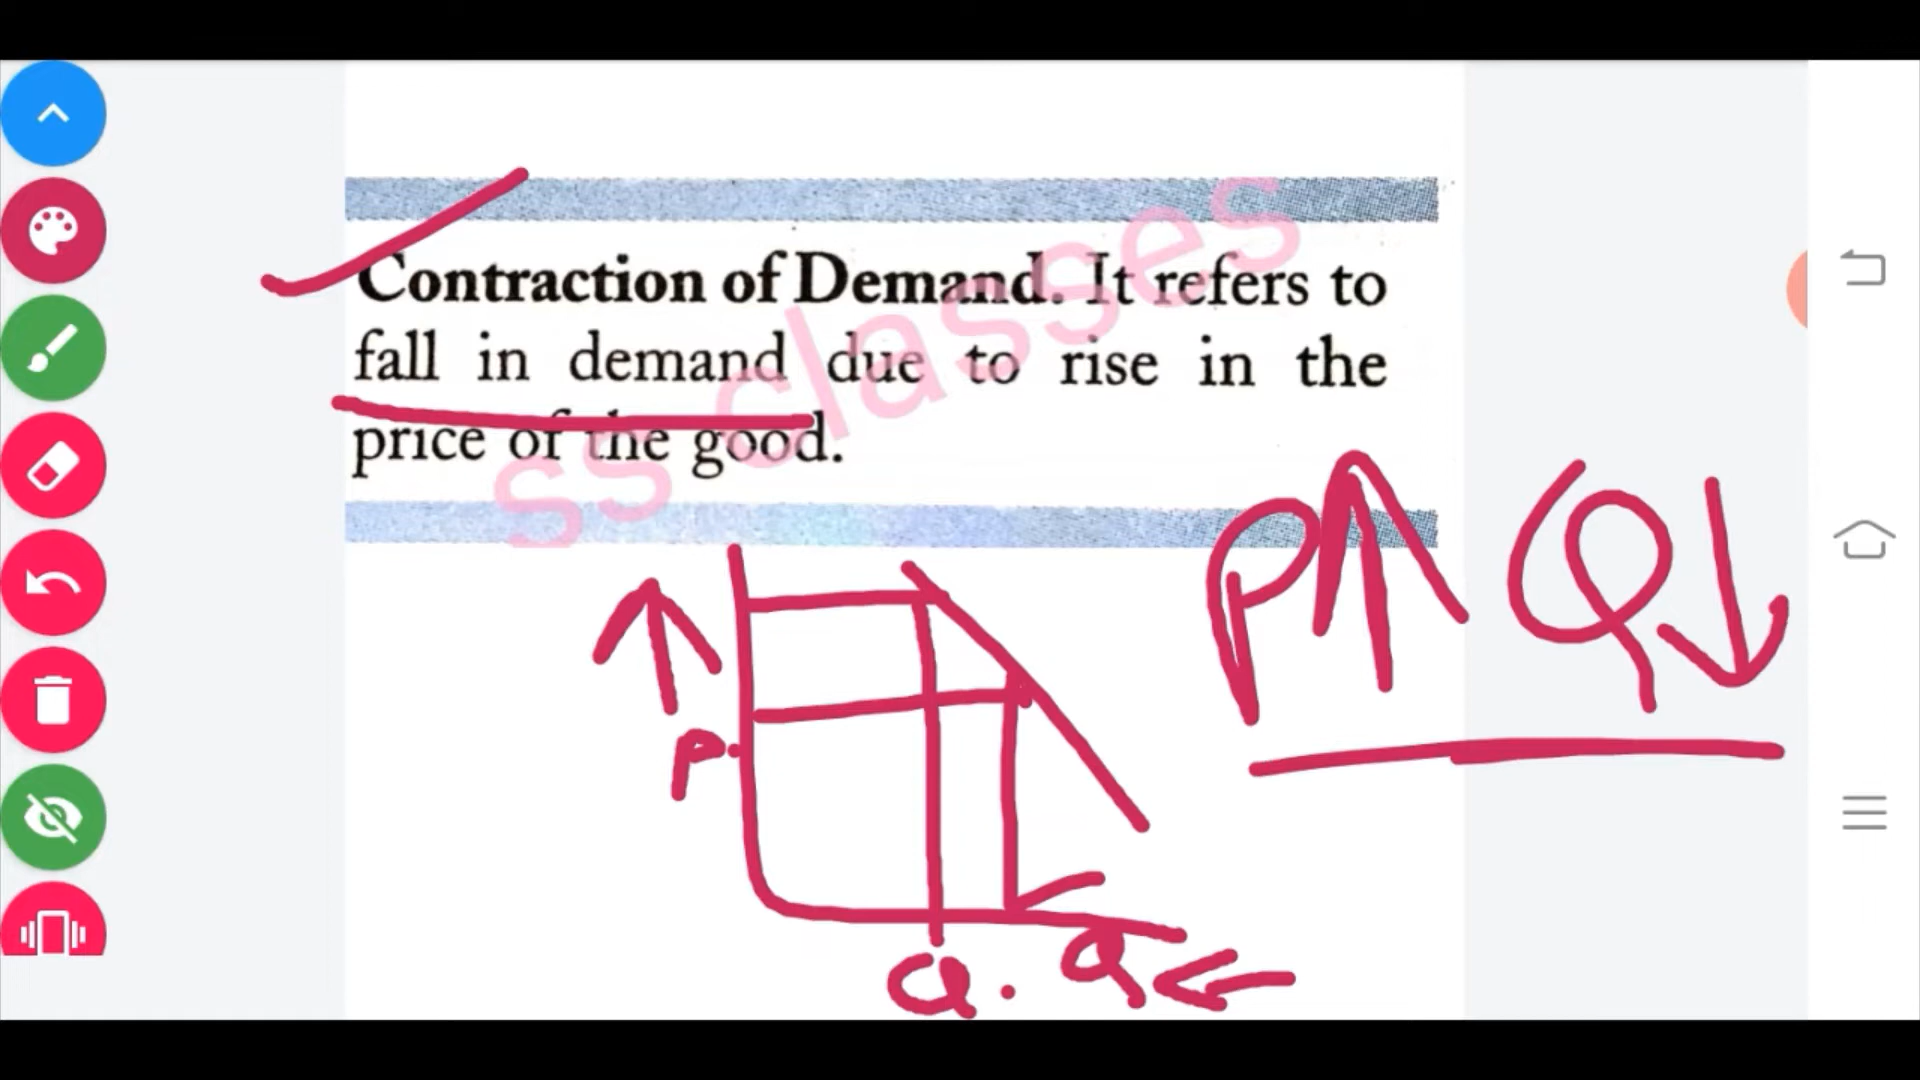 Contraction of Demand. It refers to
fall in demand due to rise in the
price of the good.
ss classes
P↑ Q↓
P
Q Q